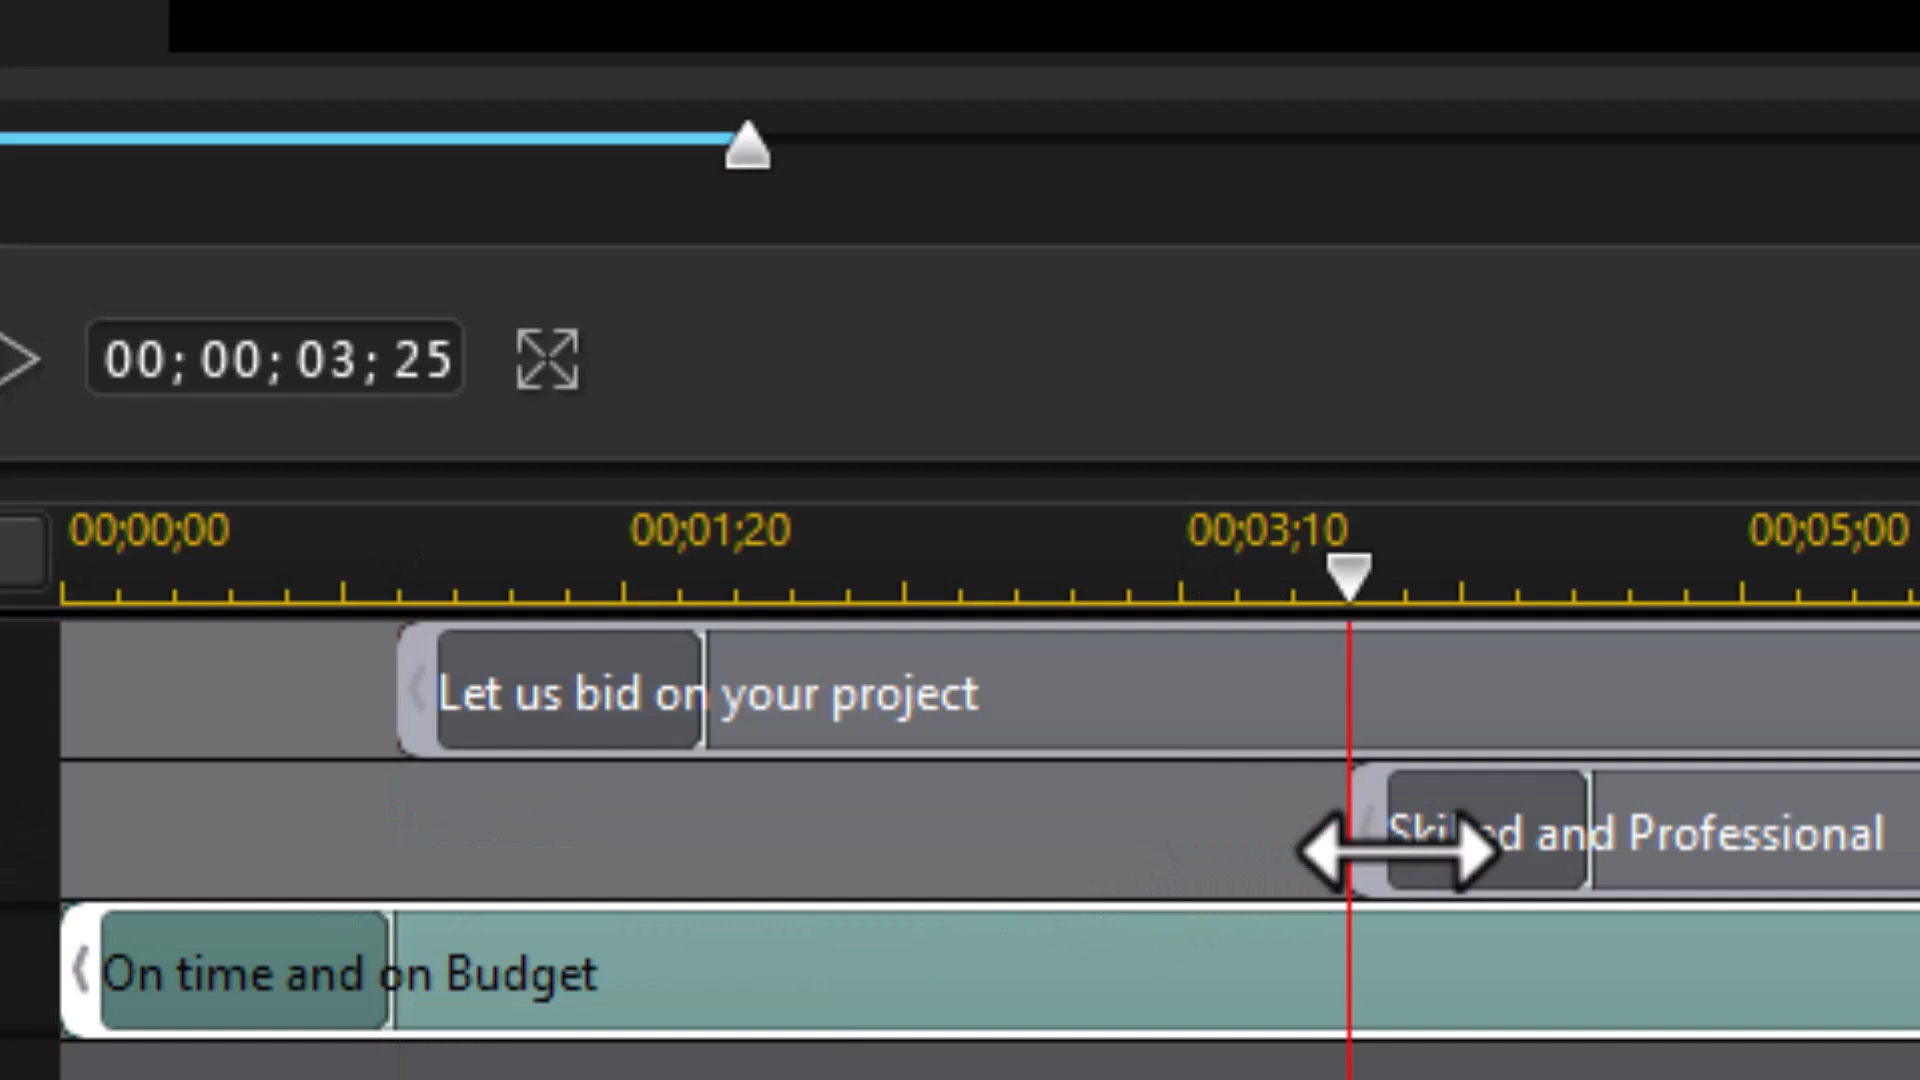 00; 00; 03; 25
00;00;00 00;01;20 00;03;10 00;05;00
Let us bid on your project
and Professional
On time and on Budget